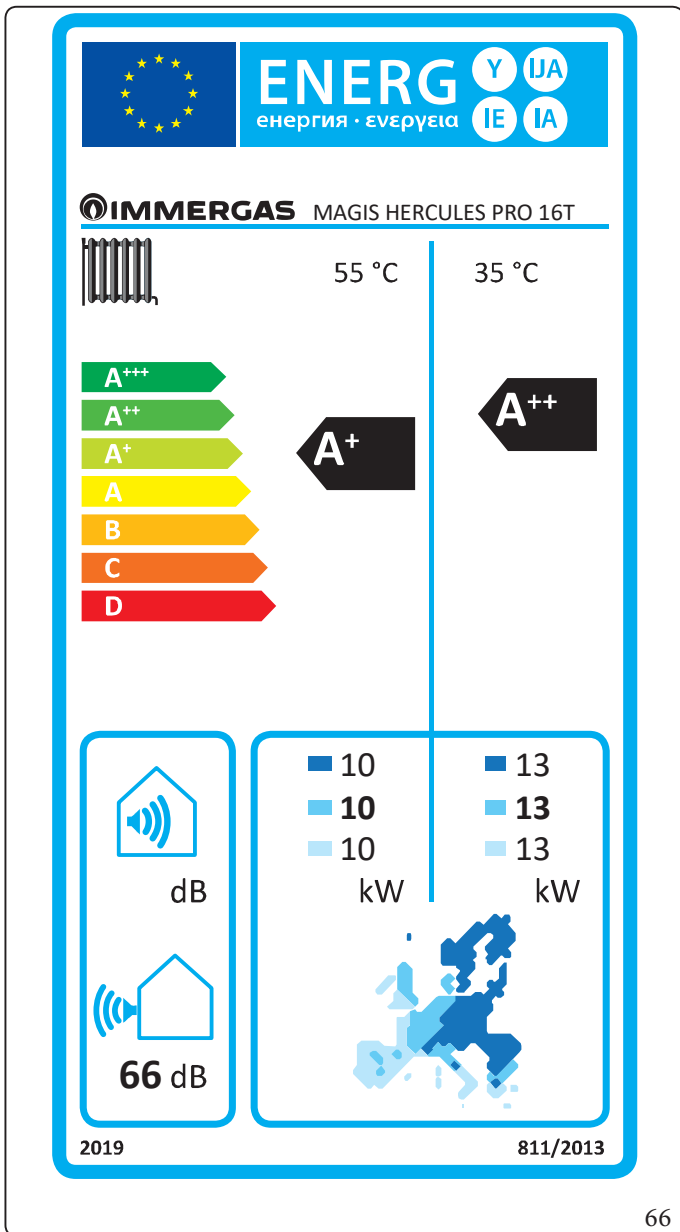 ENERG Y IJA
енергия · ενεργεια IE IA
IMMERGAS MAGIS HERCULES PRO 16T
55 °C 35 °C
A+++
A++
A+
A
B
C
D
A+
A++
dB
66 dB
10 13
10 13
10 13
kW kW
2019 811/2013
66